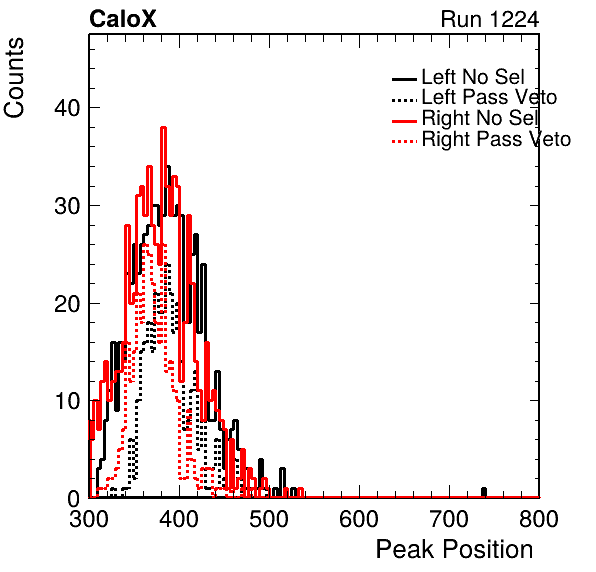 CaloX Run 1224
Counts
Left No Sel
Left Pass Veto
Right No Sel
Right Pass Veto
40
30
20
10
0
300 400 500 600 700 800
Peak Position